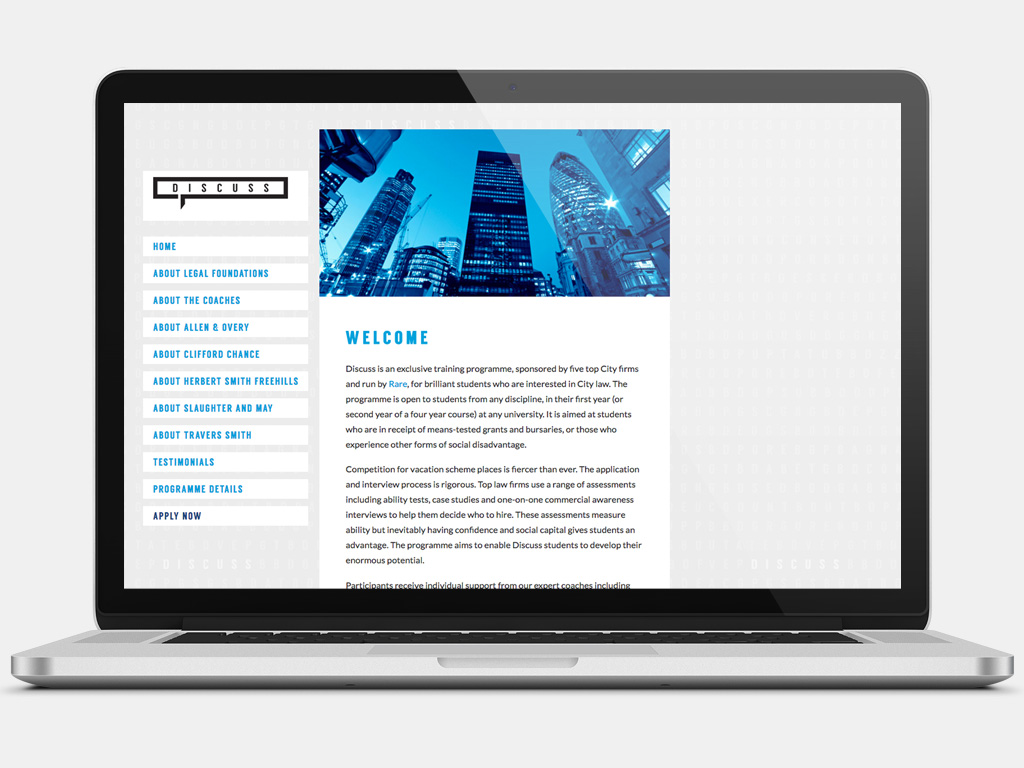 DISCUSS
DISCUSS
HOME
ABOUT LEGAL FOUNDATIONS
ABOUT THE COACHES
ABOUT ALLEN & OVERY
ABOUT CLIFFORD CHANCE
ABOUT HERBERT SMITH FREEHILLS
ABOUT SLAUGHTER AND MAY
ABOUT TRAVERS SMITH
TESTIMONIALS
PROGRAMME DETAILS
APPLY NOW
WELCOME
Discuss is an exclusive training programme, sponsored by five top City firms
and run by Rare, for brilliant students who are interested in City law. The
programme is open to students from any discipline, in their first year (or
second year of a four year course) at any university. It is aimed at students
who are in receipt of means-tested grants and bursaries, or those who
experience other forms of social disadvantage.
Competition for vacation scheme places is fiercer than ever. The application
and interview process is rigorous. Top law firms use a range of assessments
including ability tests, case studies and one-on-one commercial awareness
interviews to help them decide who to hire. These assessments measure
ability but inevitably having confidence and social capital gives students an
advantage. The programme aims to enable Discuss students to develop their
enormous potential.
Participants receive individual support from our expert coaches including
DISCUSS
DISCUSS